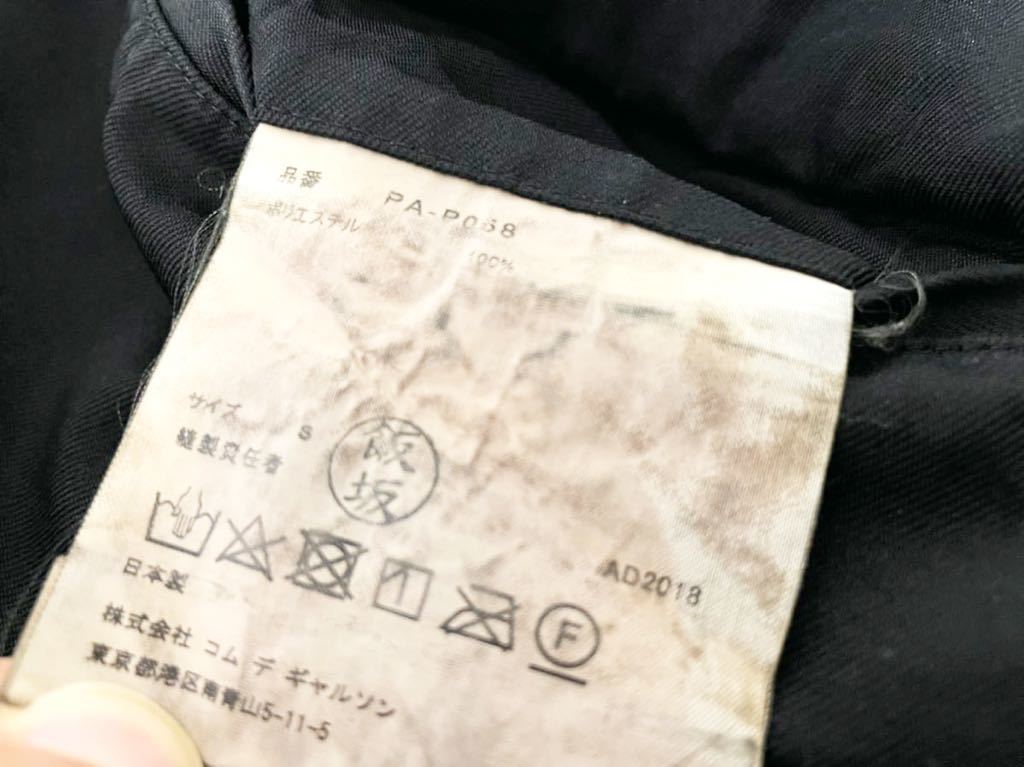 品番 PA-P058
ポリエステル 100%
サイズ S
縫製責任者 飯坂
AD2018
F
日本製
株式会社 コム デ ギャルソン
東京都港区南青山5-11-5